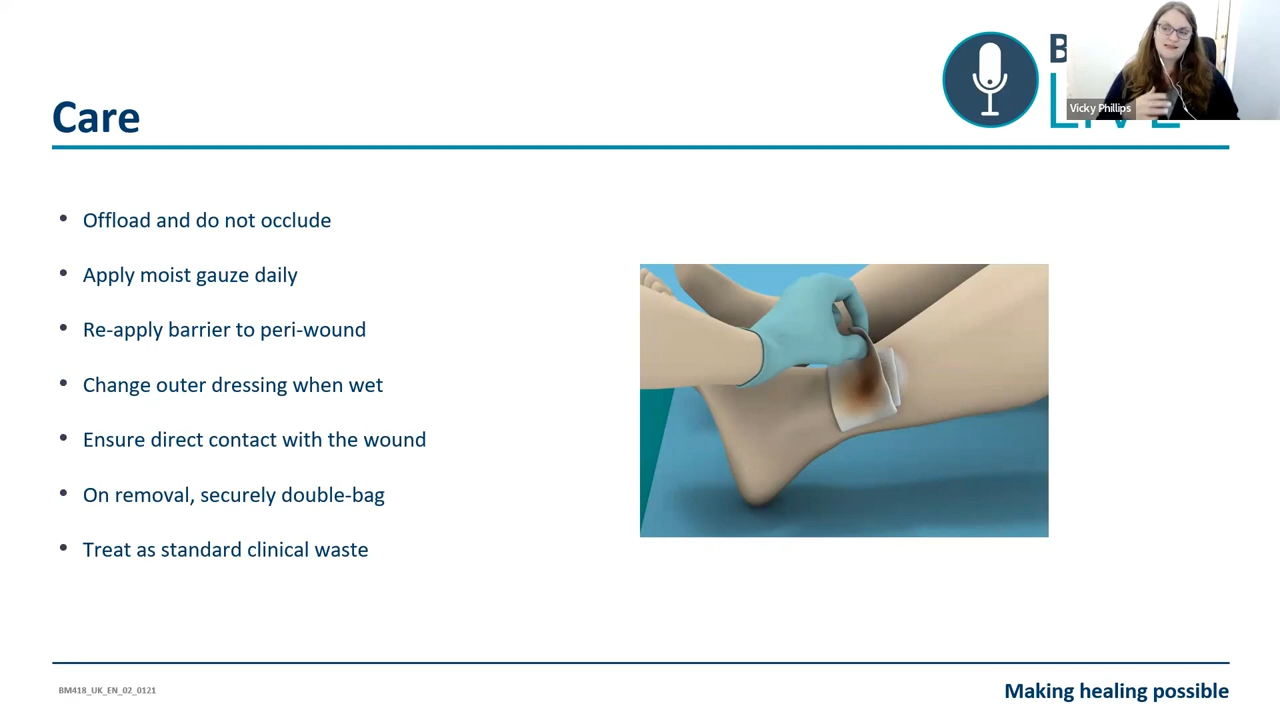 Vicky Phillips
Care
• Offload and do not occlude
• Apply moist gauze daily
• Re-apply barrier to peri-wound
• Change outer dressing when wet
• Ensure direct contact with the wound
• On removal, securely double-bag
• Treat as standard clinical waste
BM418_UK_EN_02_0121
Making healing possible